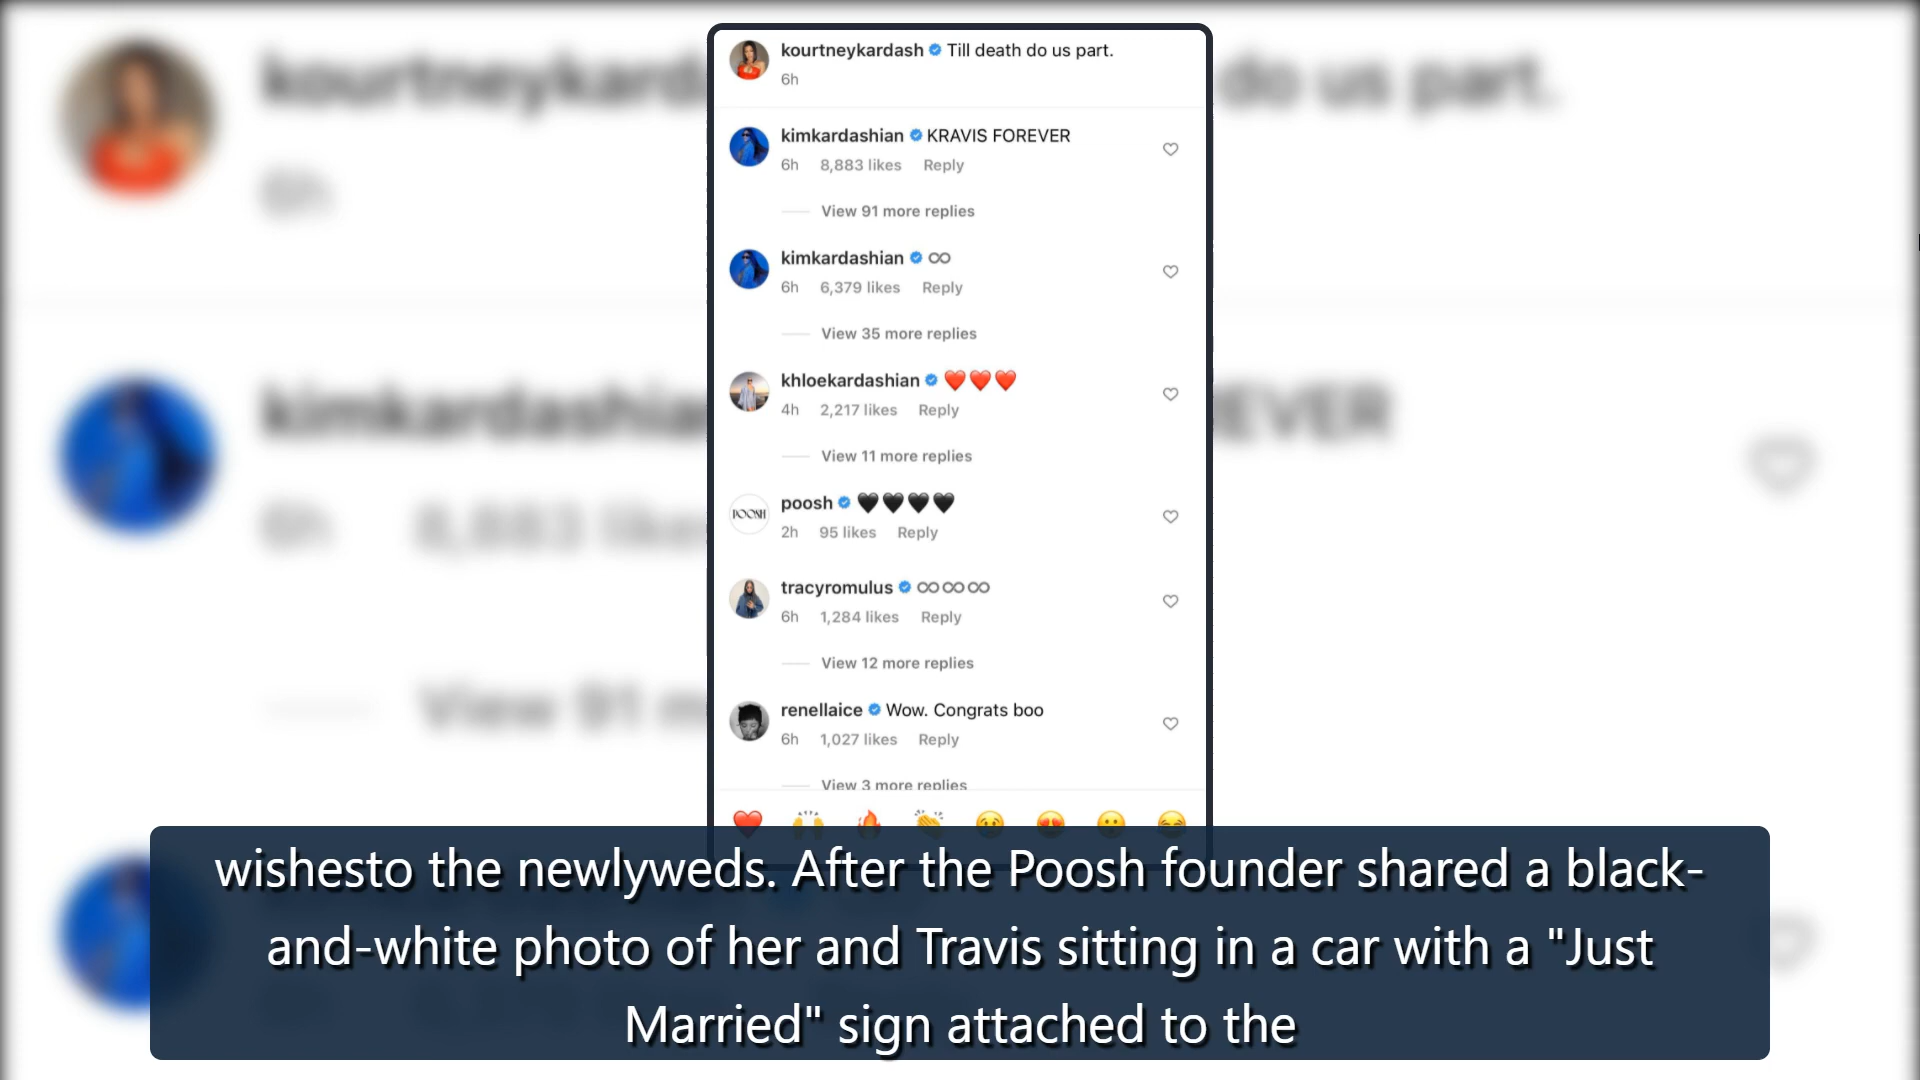 kourtneykardash Till death do us part.
6h
kimkardashian KRAVIS FOREVER
6h 8,883 likes Reply
View 91 more replies
kimkardashian ∞
6h 6,379 likes Reply
View 35 more replies
khloekardashian ❤️❤️❤️
4h 2,217 likes Reply
View 11 more replies
POOSH
poosh 🖤🖤🖤🖤
2h 95 likes Reply
tracyromulus ∞∞∞
6h 1,284 likes Reply
View 12 more replies
renellaice Wow. Congrats boo
6h 1,027 likes Reply
View 3 more replies
wishesto the newlyweds. After the Poosh founder shared a black-
and-white photo of her and Travis sitting in a car with a "Just
Married" sign attached to the